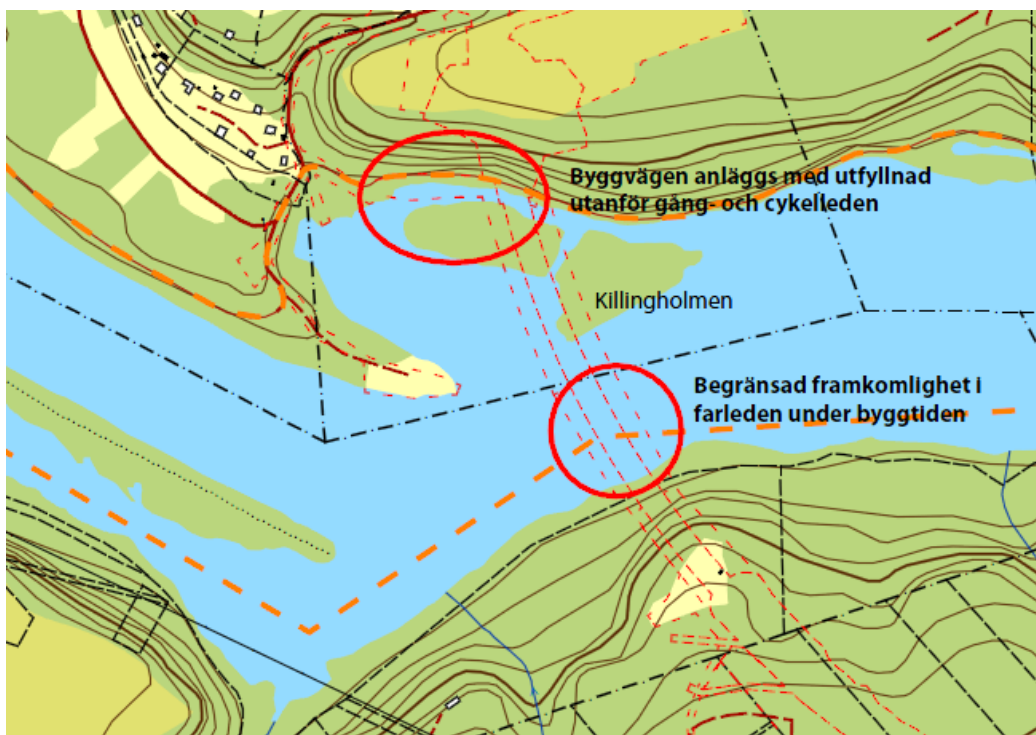 Byggvägen anläggs med utfyllnad
utanför gång- och cykelleden
Killingholmen
Begränsad framkomlighet i
farleden under byggtiden